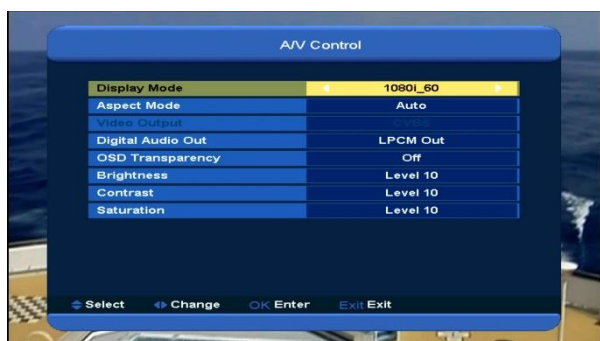 A/V Control
Display Mode 1080i_60
Aspect Mode Auto
Video Output CVBS
Digital Audio Out LPCM Out
OSD Transparency Off
Brightness Level 10
Contrast Level 10
Saturation Level 10
Select Change OK Enter Exit Exit